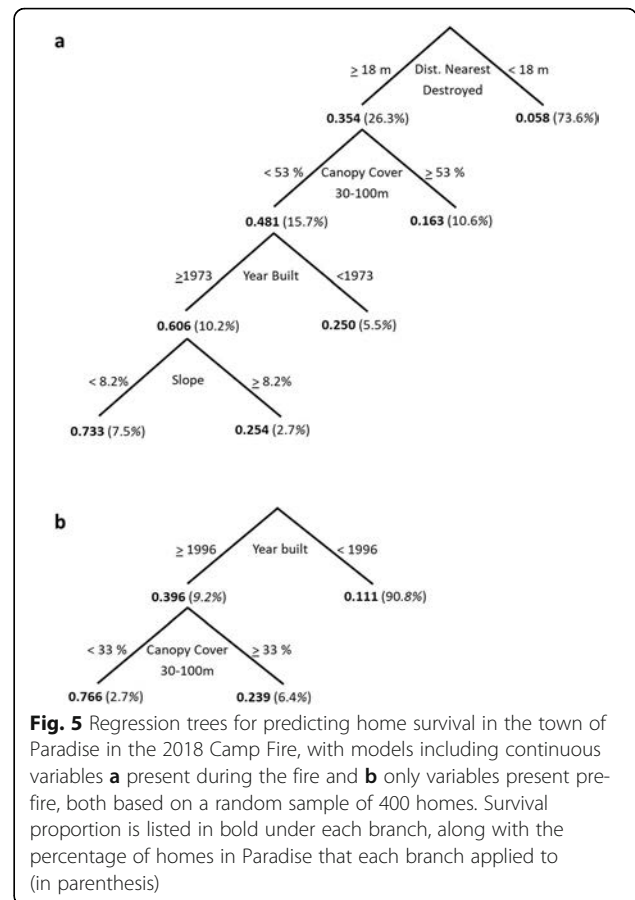 a
≥ 18 m Dist. Nearest < 18 m
Destroyed
0.354 (26.3%) 0.058 (73.6%)
< 53 % Canopy Cover ≥ 53 %
30-100m
0.481 (15.7%) 0.163 (10.6%)
≥1973 Year Built <1973
0.606 (10.2%) 0.250 (5.5%)
< 8.2% Slope ≥ 8.2%
0.733 (7.5%) 0.254 (2.7%)
b
≥ 1996 Year built < 1996
0.396 (9.2%) 0.111 (90.8%)
< 33 % Canopy Cover ≥ 33 %
30-100m
0.766 (2.7%) 0.239 (6.4%)
Fig. 5 Regression trees for predicting home survival in the town of
Paradise in the 2018 Camp Fire, with models including continuous
variables a present during the fire and b only variables present pre-
fire, both based on a random sample of 400 homes. Survival
proportion is listed in bold under each branch, along with the
percentage of homes in Paradise that each branch applied to
(in parenthesis)